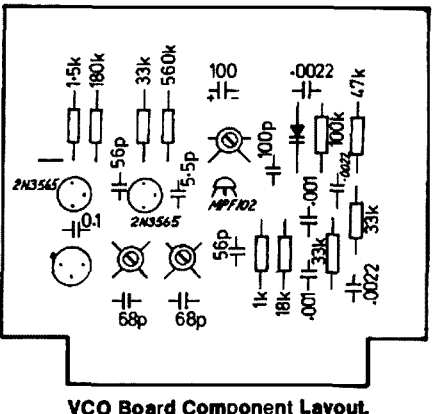 1.5k
180k
33k
560k
100
.0022
47k
+ –
56p
5.5p
100p
100k
.0022
2N3565
2N3565
MPF102
0.1
.001
33k
56p
33k
68p
68p
1k
18k
.001
.0022
VCO Board Component Layout.